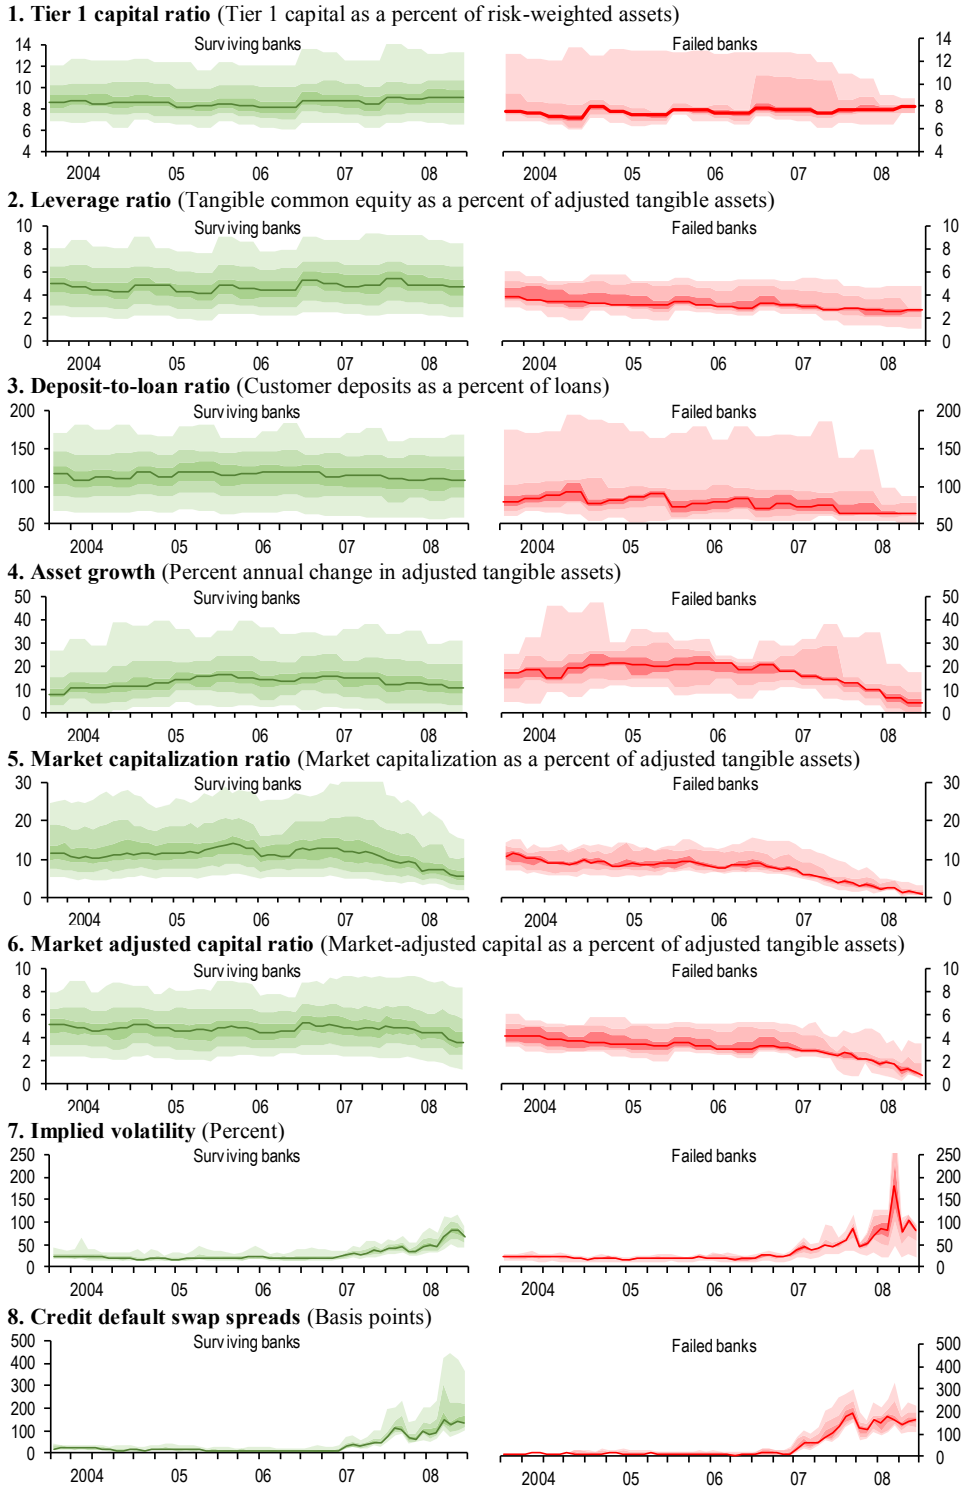 1. Tier 1 capital ratio (Tier 1 capital as a percent of risk-weighted assets)
14 Surviving banks Failed banks 14
12 12
10 10
8 8
6 6
4 4
2004 05 06 07 08 2004 05 06 07 08
2. Leverage ratio (Tangible common equity as a percent of adjusted tangible assets)
10 Surviving banks Failed banks 10
8 8
6 6
4 4
2 2
0 0
2004 05 06 07 08 2004 05 06 07 08
3. Deposit-to-loan ratio (Customer deposits as a percent of loans)
200 Surviving banks Failed banks 200
150 150
100 100
50 50
2004 05 06 07 08 2004 05 06 07 08
4. Asset growth (Percent annual change in adjusted tangible assets)
50 Surviving banks Failed banks 50
40 40
30 30
20 20
10 10
0 0
2004 05 06 07 08 2004 05 06 07 08
5. Market capitalization ratio (Market capitalization as a percent of adjusted tangible assets)
30 Surviving banks Failed banks 30
20 20
10 10
0 0
2004 05 06 07 08 2004 05 06 07 08
6. Market adjusted capital ratio (Market-adjusted capital as a percent of adjusted tangible assets)
10 Surviving banks Failed banks 10
8 8
6 6
4 4
2 2
0 0
2004 05 06 07 08 2004 05 06 07 08
7. Implied volatility (Percent)
250 Surviving banks Failed banks 250
200 200
150 150
100 100
50 50
0 0
2004 05 06 07 08 2004 05 06 07 08
8. Credit default swap spreads (Basis points)
500 Surviving banks Failed banks 500
400 400
300 300
200 200
100 100
0 0
2004 05 06 07 08 2004 05 06 07 08